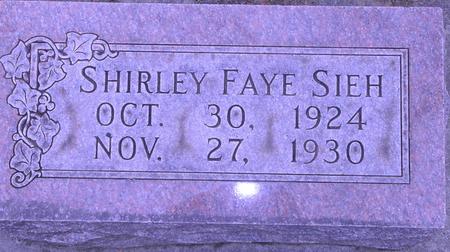 SHIRLEY FAYE SIEH
OCT. 30, 1924
NOV. 27, 1930